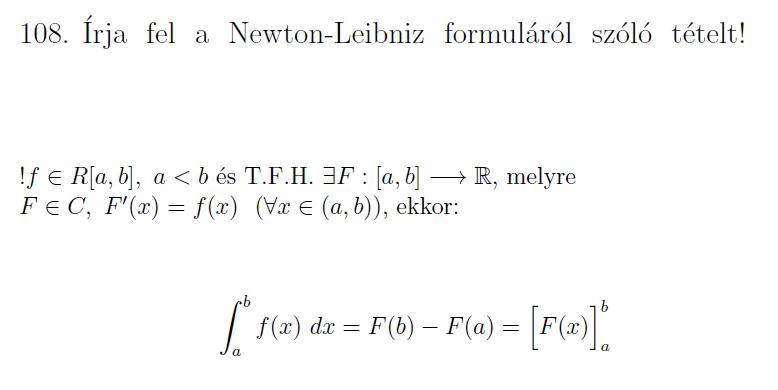 108. Írja fel a Newton-Leibniz formuláról szóló tételt!
!f ∈ R[a, b], a < b és T.F.H. ∃F : [a, b] ⟶ ℝ, melyre
F ∈ C, F′(x) = f(x) (∀x ∈ (a, b)), ekkor:
∫_a^b f(x) dx = F(b) − F(a) = [F(x)]_a^b